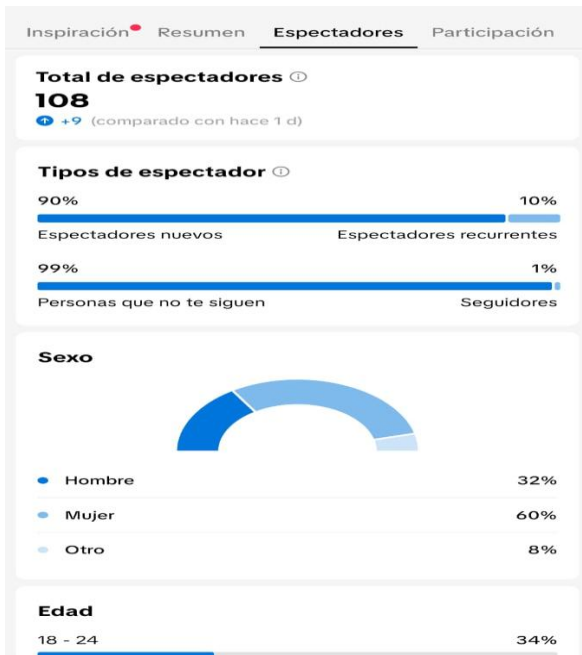 Inspiración Resumen Espectadores Participación
Total de espectadores
108
+9 (comparado con hace 1 d)
Tipos de espectador
90% 10%
Espectadores nuevos Espectadores recurrentes
99% 1%
Personas que no te siguen Seguidores
Sexo
Hombre 32%
Mujer 60%
Otro 8%
Edad
18 - 24 34%